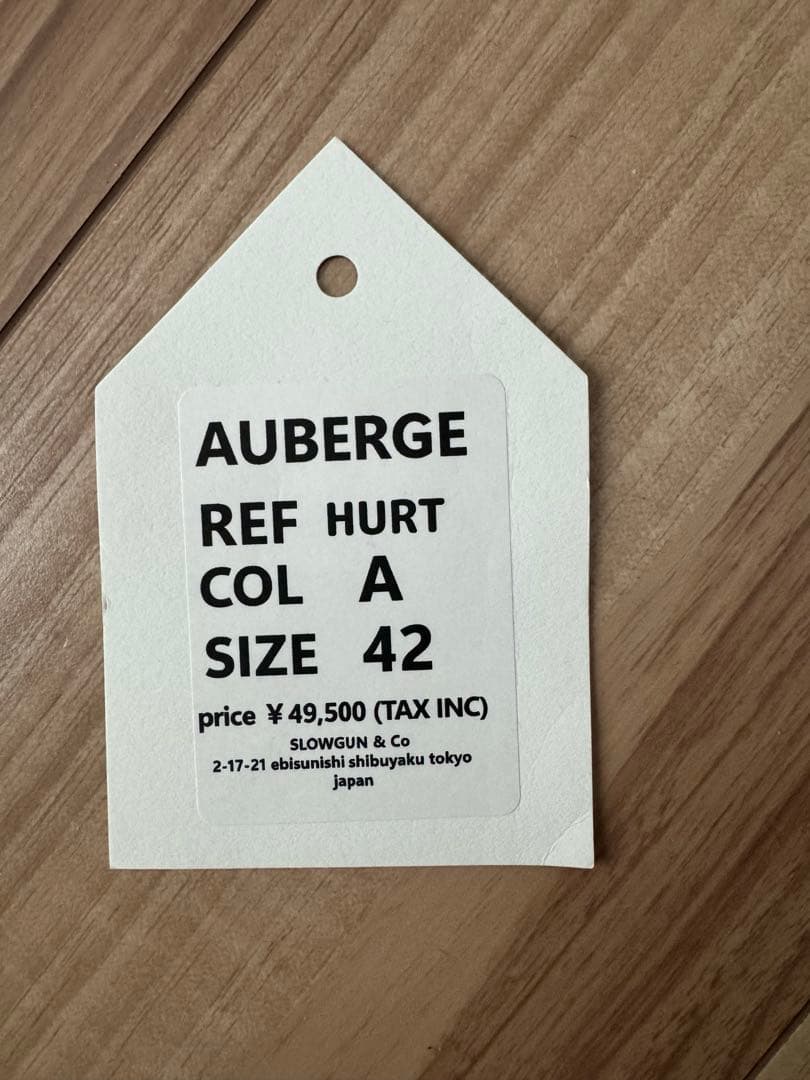 AUBERGE
REF HURT
COL A
SIZE 42
price ¥49,500 (TAX INC)
SLOWGUN & Co
2-17-21 ebisunishi shibuyaku tokyo
japan